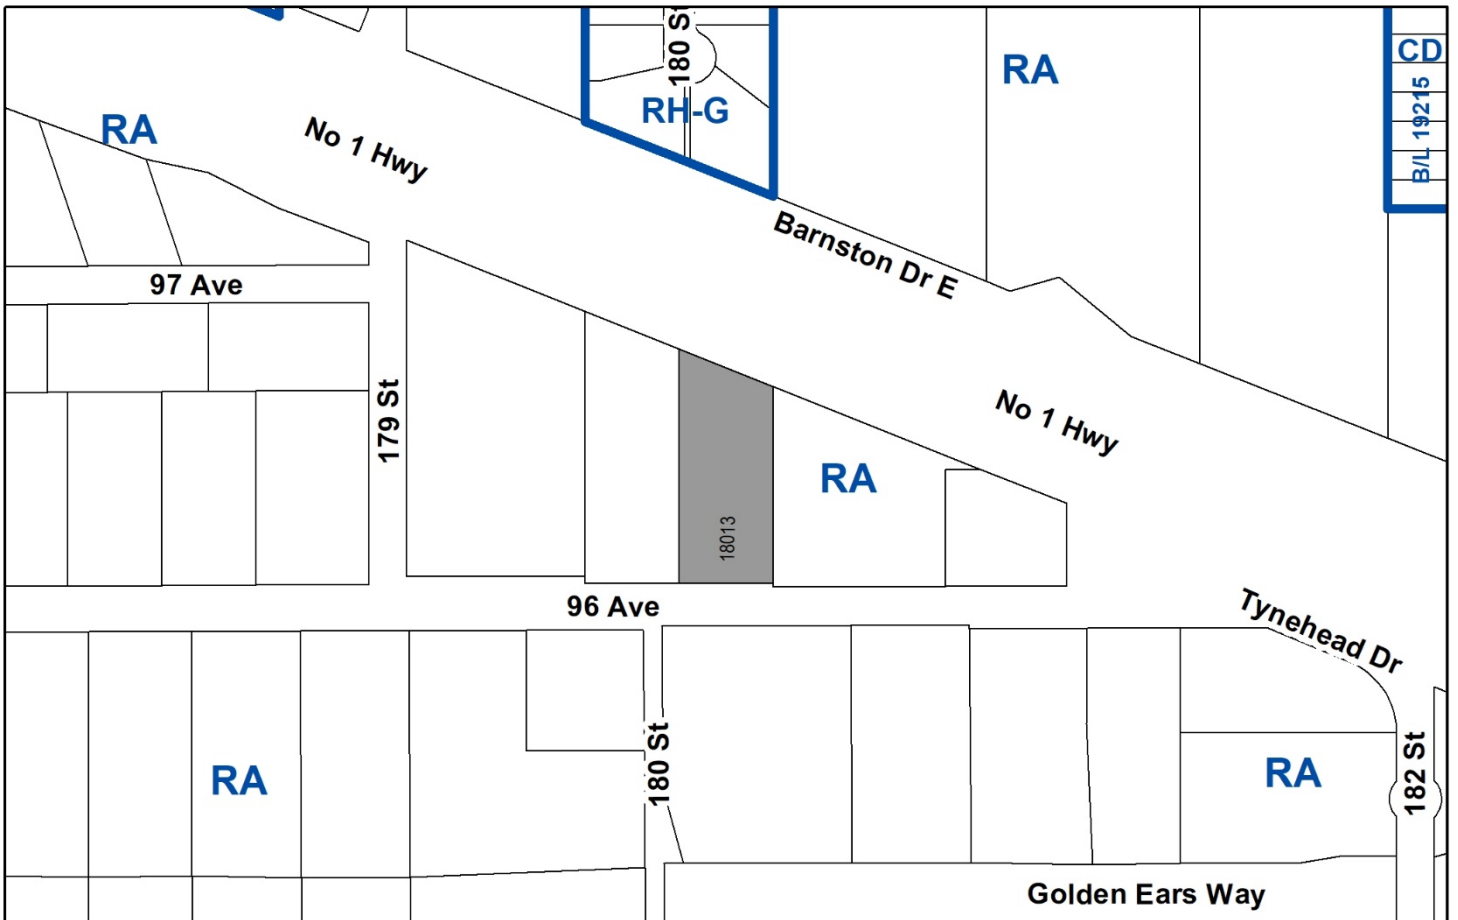 180 St
CD
RA
RH-G
B/L 19215
RA
No 1 Hwy
Barnston Dr E
97 Ave
179 St
No 1 Hwy
RA
18013
96 Ave
Tynehead Dr
180 St
RA
RA
182 St
Golden Ears Way